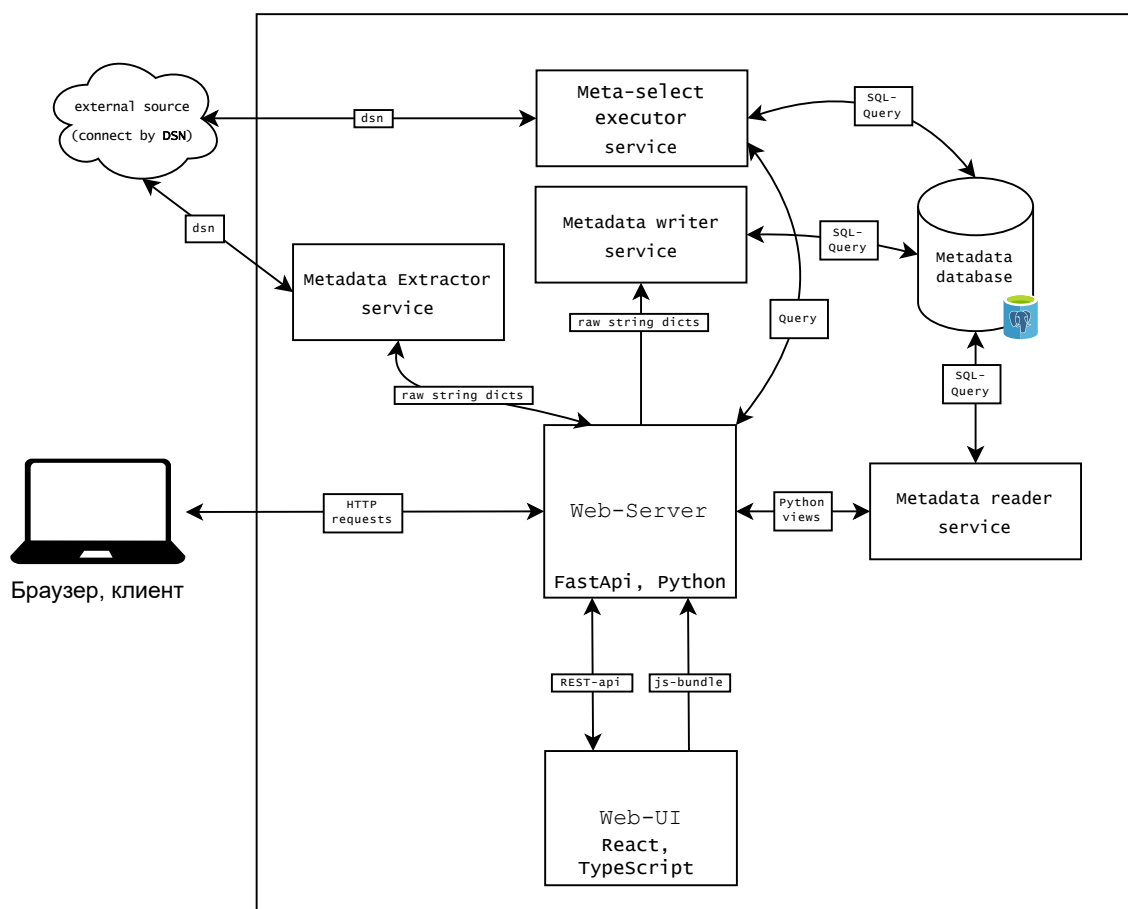 external source
(connect by DSN)
dsn
Meta-select
executor
service
SQL-
Query
dsn
Metadata Extractor
service
Metadata writer
service
SQL-
Query
Metadata
database
raw string dicts
Query
raw string dicts
SQL-
Query
Браузер, клиент
HTTP
requests
Web-Server
FastApi, Python
Python
views
Metadata reader
service
REST-api
js-bundle
Web-UI
React,
TypeScript